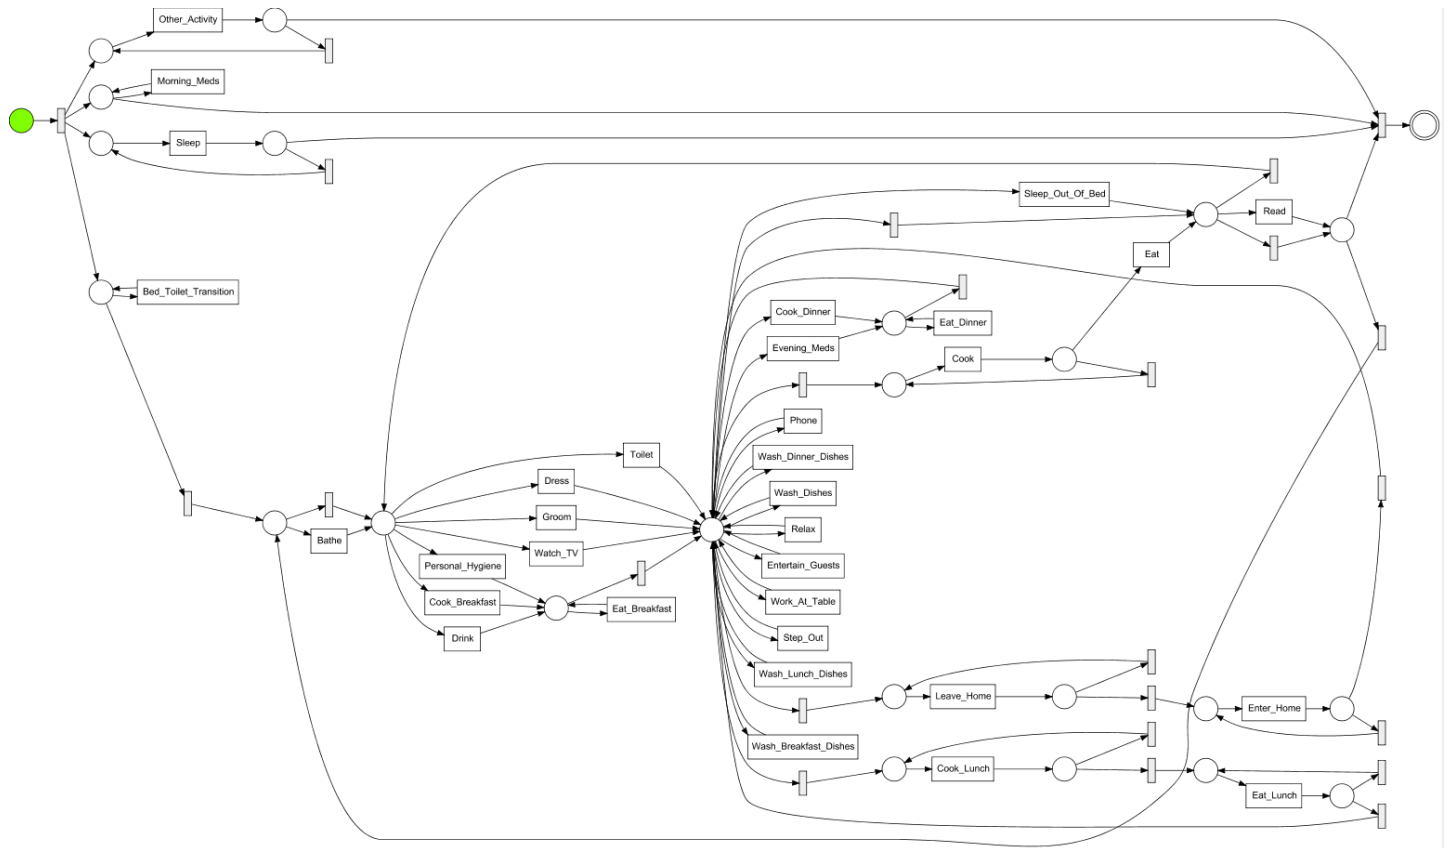 Other_Activity
Morning_Meds
Sleep
Sleep_Out_Of_Bed
Read
Eat
Bed_Toilet_Transition
Cook_Dinner
Eat_Dinner
Evening_Meds
Cook
Phone
Toilet
Wash_Dinner_Dishes
Dress
Wash_Dishes
Groom
Relax
Bathe
Watch_TV
Personal_Hygiene
Entertain_Guests
Cook_Breakfast
Work_At_Table
Eat_Breakfast
Drink
Step_Out
Wash_Lunch_Dishes
Leave_Home
Enter_Home
Wash_Breakfast_Dishes
Cook_Lunch
Eat_Lunch